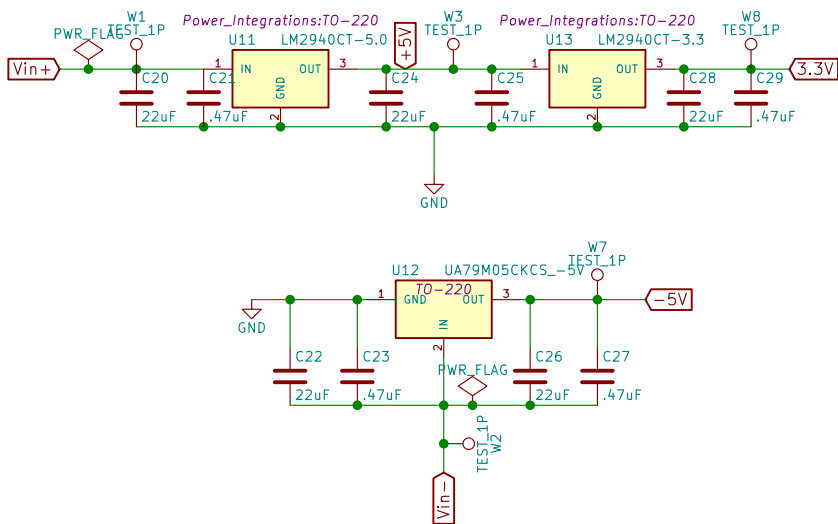 W1
TEST_1P
Power_Integrations:TO-220
PWR_FLAG
U11
LM2940CT-5.0
+5V
W3
TEST_1P
Power_Integrations:TO-220
U13
LM2940CT-3.3
W8
TEST_1P
Vin+
1
IN
OUT
3
GND
2
C20
22uF
C21
.47uF
C24
22uF
C25
.47uF
1
IN
OUT
3
GND
2
C28
22uF
C29
.47uF
3.3V
GND
W7
TEST_1P
U12
UA79M05CKCS_-5V
TO-220
1
GND
OUT
3
IN
2
-5V
GND
C22
22uF
C23
.47uF
PWR_FLAG
C26
22uF
C27
.47uF
TEST_1P
W2
Vin-